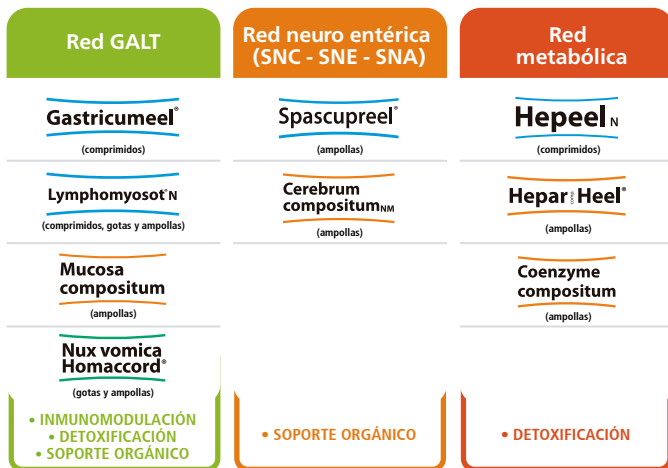 Red GALT
Gastricumeel®
(comprimidos)
Lymphomyosot® N
(comprimidos, gotas y ampollas)
Mucosa
compositum
(ampollas)
Nux vomica
Homaccord®
(gotas y ampollas)
• INMUNOMODULACIÓN
• DETOXIFICACIÓN
• SOPORTE ORGÁNICO
Red neuro entérica
(SNC - SNE - SNA)
Spascupreel®
(ampollas)
Cerebrum
compositum NM
(ampollas)
• SOPORTE ORGÁNICO
Red
metabólica
Hepeel N
(comprimidos)
Hepar comp. Heel®
(ampollas)
Coenzyme
compositum
(ampollas)
• DETOXIFICACIÓN